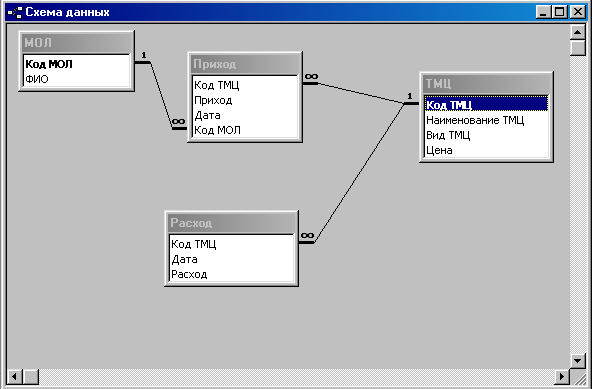 Схема данных
МОЛ
Код МОЛ
ФИО
1
∞
Приход
Код ТМЦ
Приход
Дата
Код МОЛ
∞
1
ТМЦ
Код ТМЦ
Наименование ТМЦ
Вид ТМЦ
Цена
Расход
Код ТМЦ
Дата
Расход
∞